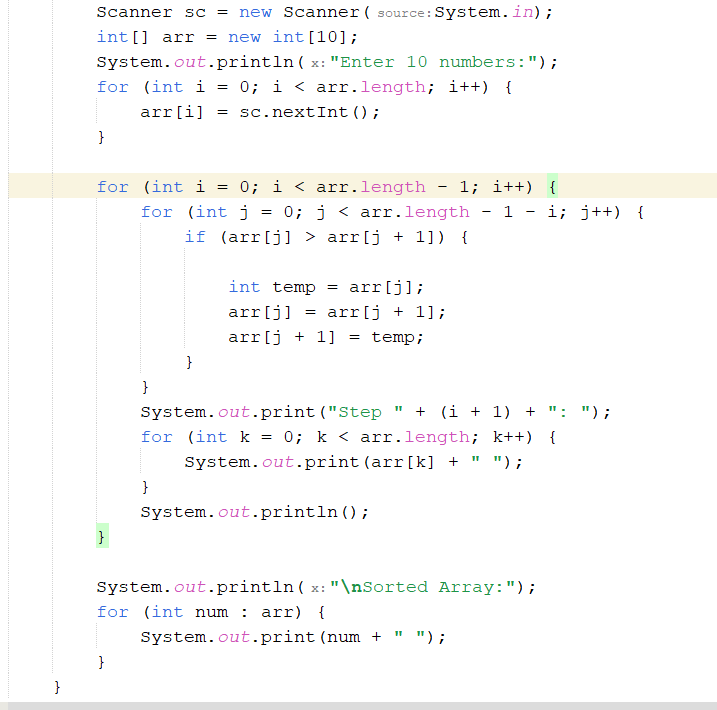 Scanner sc = new Scanner( source:System.in);
int[] arr = new int[10];
System.out.println( x:"Enter 10 numbers:");
for (int i = 0; i < arr.length; i++) {
    arr[i] = sc.nextInt();
}
for (int i = 0; i < arr.length - 1; i++) {
    for (int j = 0; j < arr.length - 1 - i; j++) {
        if (arr[j] > arr[j + 1]) {
            int temp = arr[j];
            arr[j] = arr[j + 1];
            arr[j + 1] = temp;
        }
    }
    System.out.print("Step " + (i + 1) + ": ");
    for (int k = 0; k < arr.length; k++) {
        System.out.print(arr[k] + " ");
    }
    System.out.println();
}
System.out.println( x:"\nSorted Array:");
for (int num : arr) {
    System.out.print(num + " ");
}
}